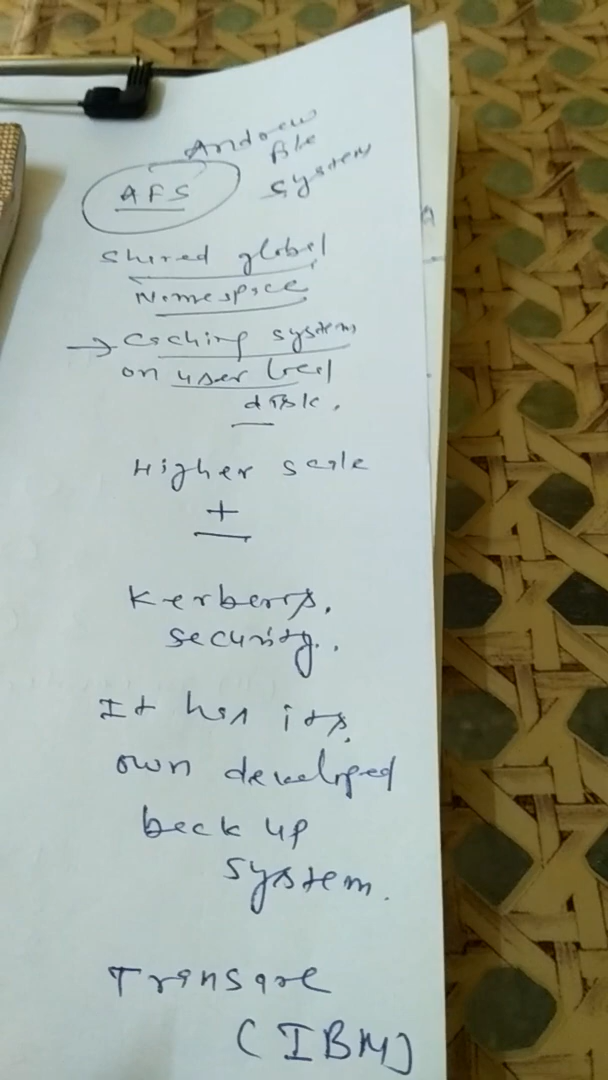 Andrew
File
System
AFS
Shared global
Namespace
→ Caching system
on user local
disk.
Higher scale
+
Kerberos.
security.
It has its
own developed
back up
system.
Transarc
(IBM)
A